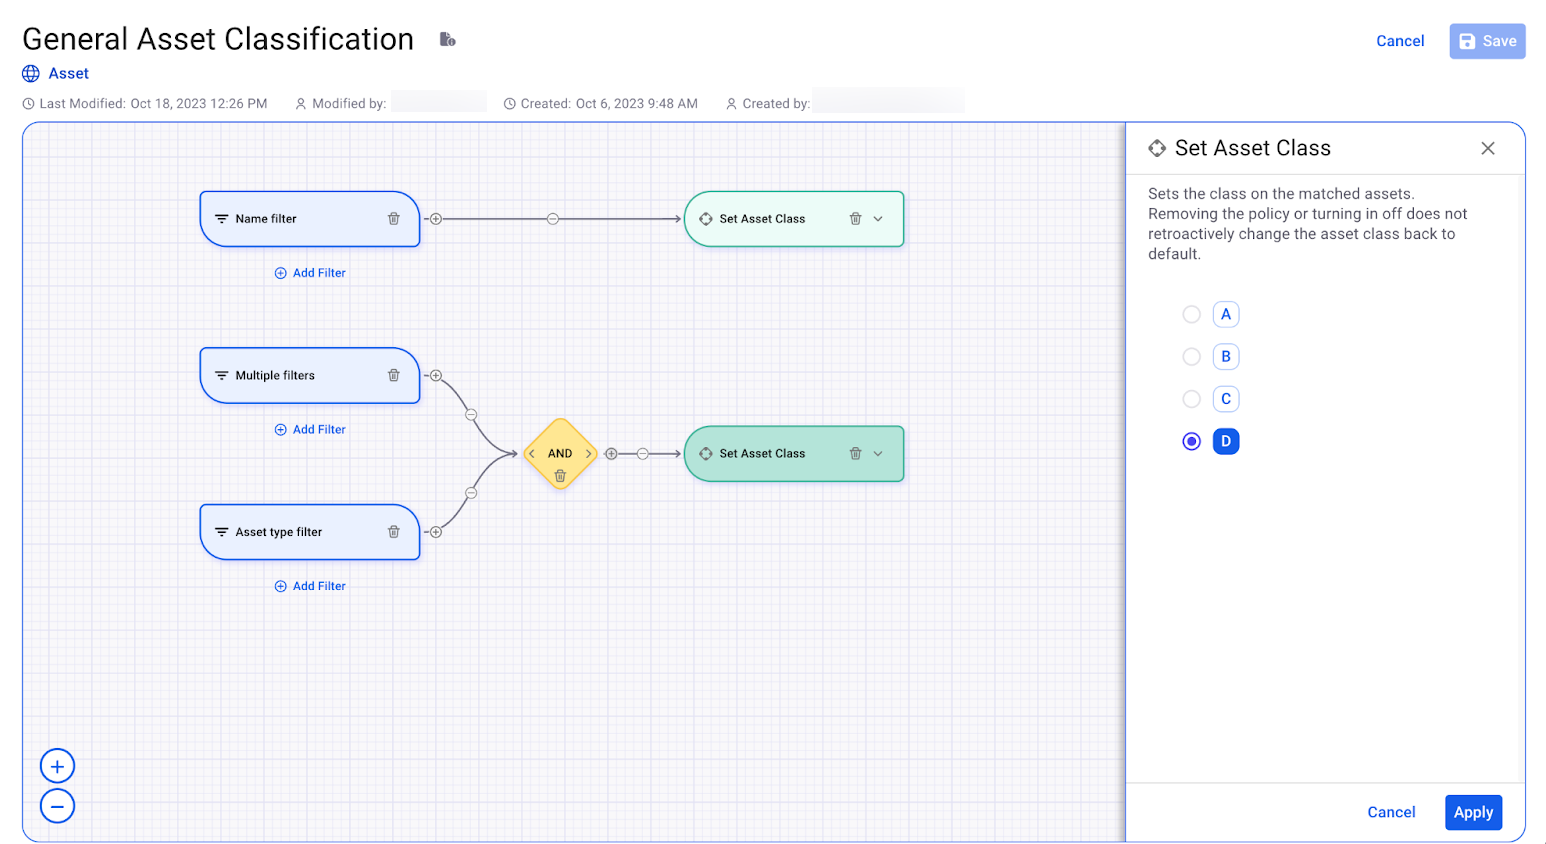 General Asset Classification
Cancel
Save
Asset
Last Modified: Oct 18, 2023 12:26 PM
Modified by:
Created: Oct 6, 2023 9:48 AM
Created by:
Name filter
Add Filter
Set Asset Class
Multiple filters
Add Filter
AND
Set Asset Class
Asset type filter
Add Filter
Set Asset Class
Sets the class on the matched assets.
Removing the policy or turning in off does not
retroactively change the asset class back to
default.
A
B
C
D
Cancel
Apply